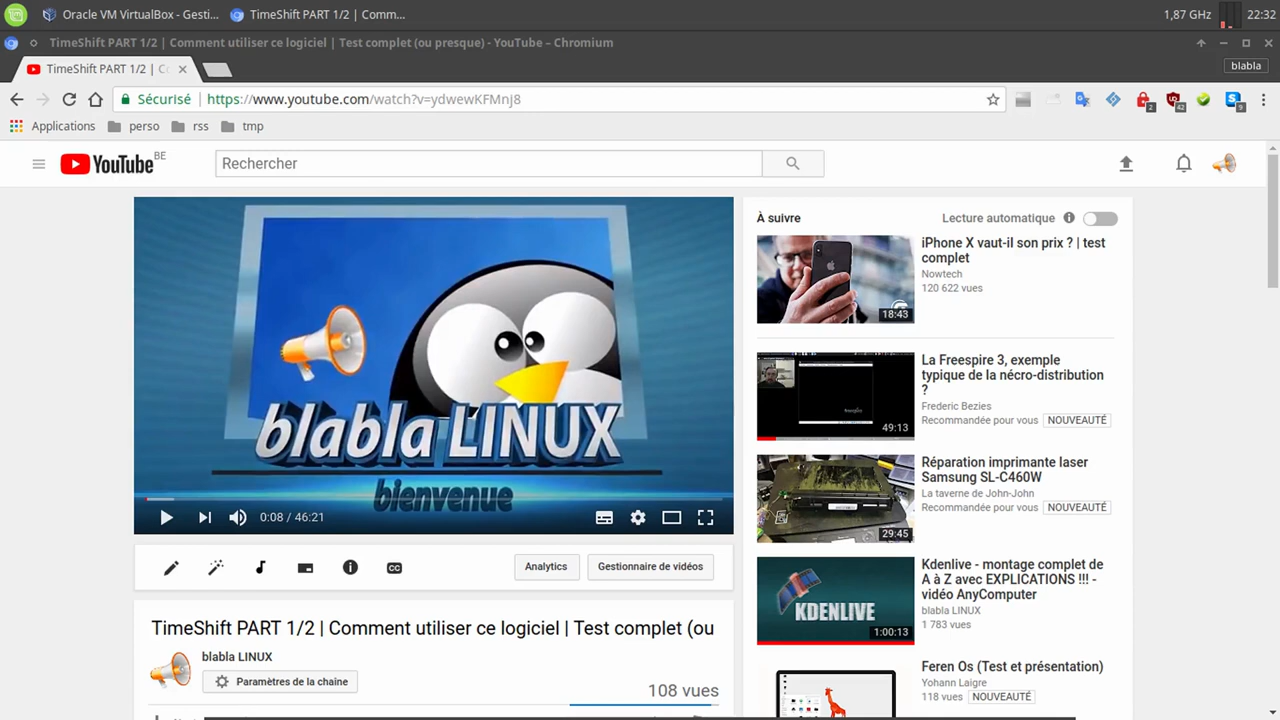 Oracle VM VirtualBox - Gesti...
TimeShift PART 1/2 | Comm...
1,87 GHz
22:32
TimeShift PART 1/2 | Comment utiliser ce logiciel | Test complet (ou presque) - YouTube – Chromium
TimeShift PART 1/2 | Co
blabla
Sécurisé
https://www.youtube.com/watch?v=ydwewKFMnJ8
2
42
9
Applications
perso
rss
tmp
YouTube BE
Rechercher
blabla LINUX
bienvenue
0:08 / 46:21
Analytics
Gestionnaire de vidéos
TimeShift PART 1/2 | Comment utiliser ce logiciel | Test complet (ou
blabla LINUX
Paramètres de la chaîne
108 vues
À suivre
Lecture automatique
iPhone X vaut-il son prix ? | test
complet
Nowtech
120 622 vues
18:43
La Freespire 3, exemple
typique de la nécro-distribution
?
Frederic Bezies
Recommandée pour vous NOUVEAUTÉ
49:13
Réparation imprimante laser
Samsung SL-C460W
La taverne de John-John
Recommandée pour vous NOUVEAUTÉ
29:45
Kdenlive - montage complet de
A à Z avec EXPLICATIONS !!! -
vidéo AnyComputer
blabla LINUX
1 783 vues
KDENLIVE
1:00:13
Feren Os (Test et présentation)
Yohann Laigre
118 vues NOUVEAUTÉ